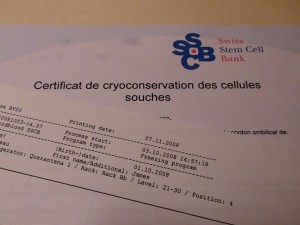 SSCB
Swiss
Stem Cell
Bank
Certificat de cryoconservation des cellules
souches
cordon ombilical de:
Printing date: 07.11.2008
Process start: 03.10.2008 14:57:18
Program type: Freezing program
(Birth-)date: 01.10.2008
First name/Additional: James
Quarantena 1 / Rack: Rack Bb / Level: 21-30 / Position: 4